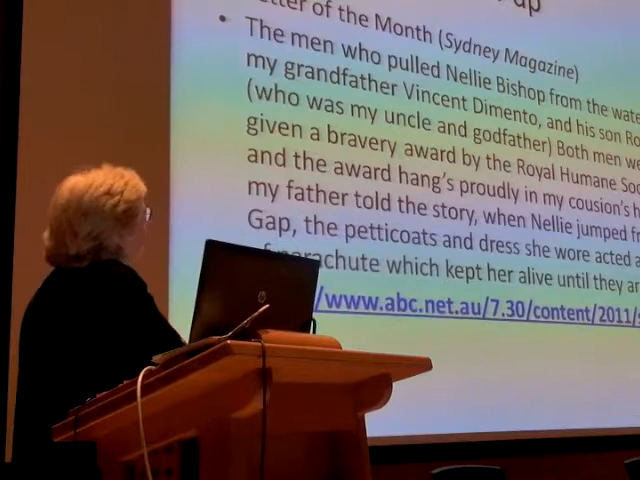 up
etter of the Month (Sydney Magazine)
• The men who pulled Nellie Bishop from the wate
my grandfather Vincent Dimento, and his son Ro
(who was my uncle and godfather) Both men we
given a bravery award by the Royal Humane Soc
and the award hang's proudly in my cousion's h
my father told the story, when Nellie jumped fr
Gap, the petticoats and dress she wore acted a
of parachute which kept her alive until they ar
/www.abc.net.au/7.30/content/2011/s
hp